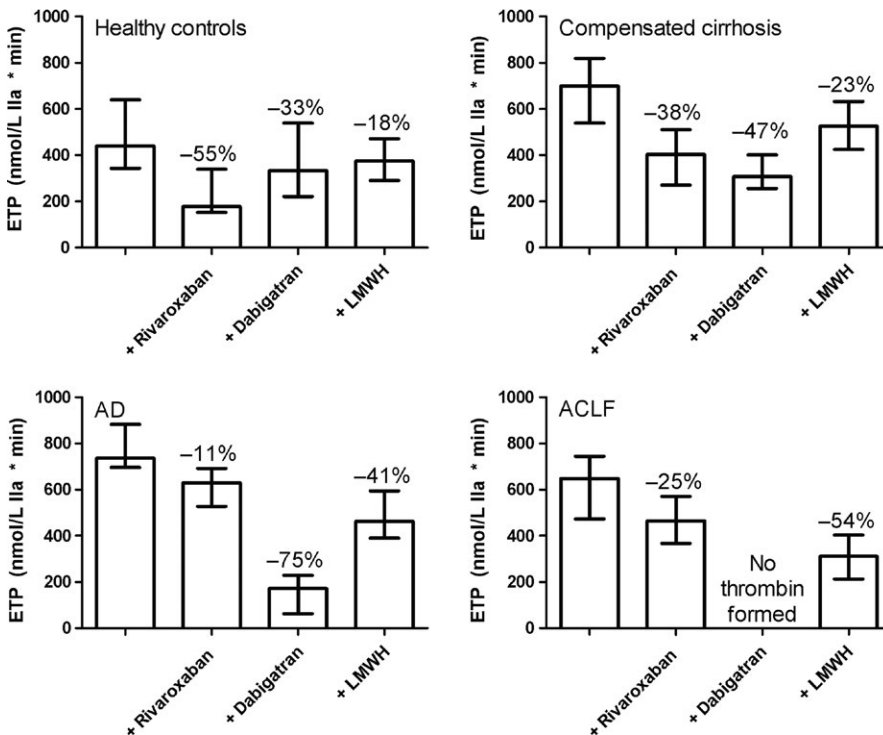 Healthy controls
ETP (nmol/L IIa * min)
1000
800
600
400
200
0
–55%
–33%
–18%
+ Rivaroxaban
+ Dabigatran
+ LMWH
Compensated cirrhosis
ETP (nmol/L IIa * min)
1000
800
600
400
200
0
–38%
–47%
–23%
+ Rivaroxaban
+ Dabigatran
+ LMWH
AD
ETP (nmol/L IIa * min)
1000
800
600
400
200
0
–11%
–75%
–41%
+ Rivaroxaban
+ Dabigatran
+ LMWH
ACLF
ETP (nmol/L IIa * min)
1000
800
600
400
200
0
–25%
No
thrombin
formed
–54%
+ Rivaroxaban
+ Dabigatran
+ LMWH